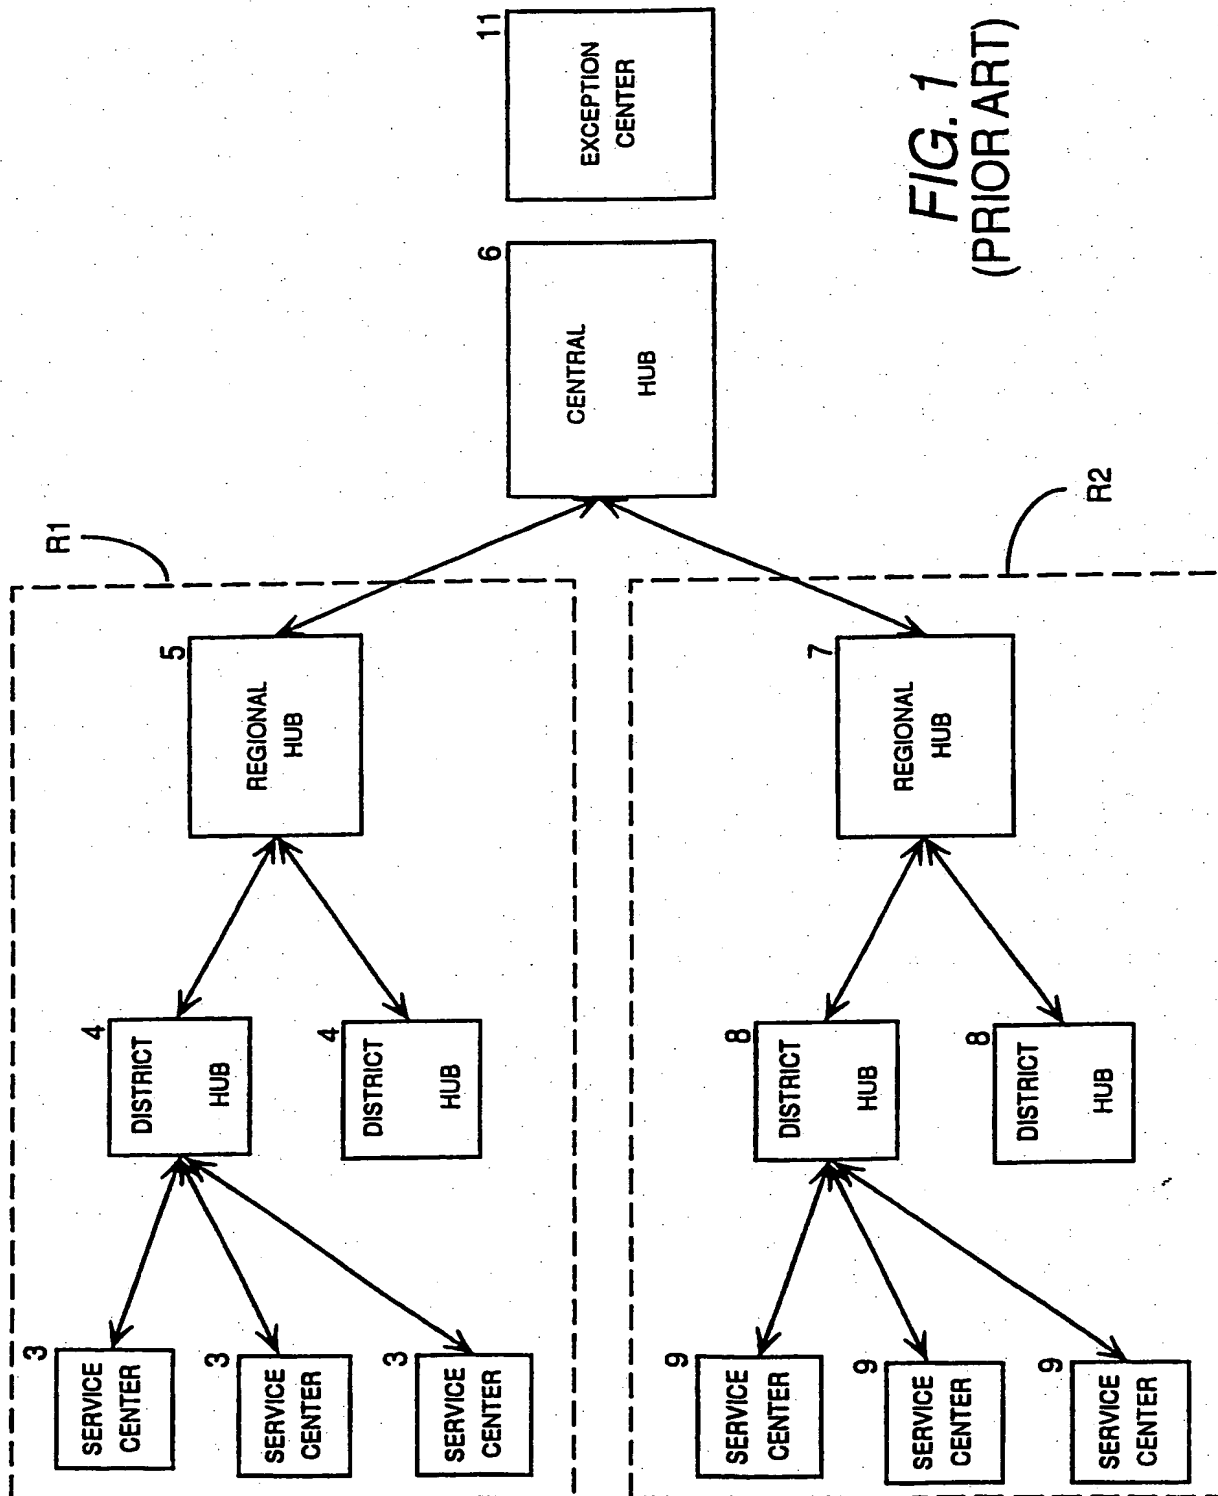 R1
3
SERVICE
CENTER
3
SERVICE
CENTER
3
SERVICE
CENTER
4
DISTRICT
HUB
4
DISTRICT
HUB
5
REGIONAL
HUB
6
CENTRAL
HUB
11
EXCEPTION
CENTER
R2
9
SERVICE
CENTER
9
SERVICE
CENTER
9
SERVICE
CENTER
8
DISTRICT
HUB
8
DISTRICT
HUB
7
REGIONAL
HUB
FIG. 1
(PRIOR ART)